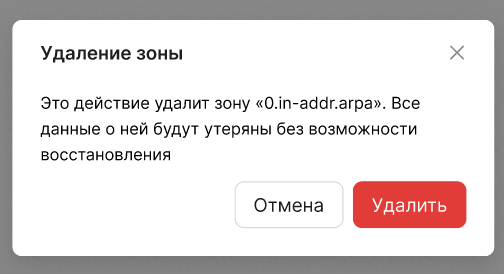 Удаление зоны
Это действие удалит зону «0.in-addr.arpa». Все
данные о ней будут утеряны без возможности
восстановления
Отмена
Удалить